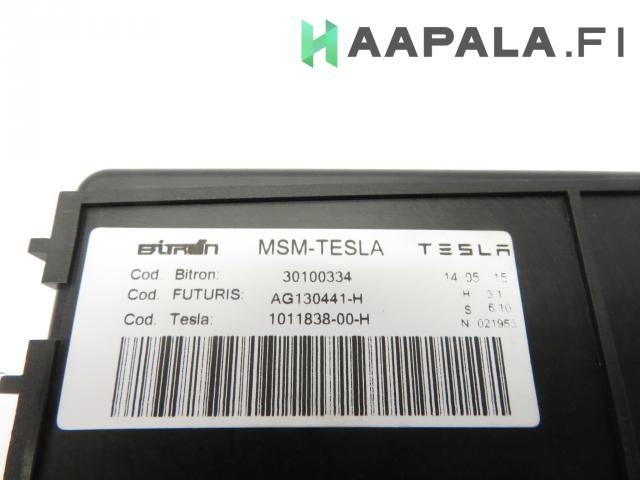 HAAPALA.FI
Bitron MSM-TESLA TESLA
Cod. Bitron: 30100334 14 05 15
Cod. FUTURIS: AG130441-H H 3.1
S 6.10
Cod. Tesla: 1011838-00-H N 021953